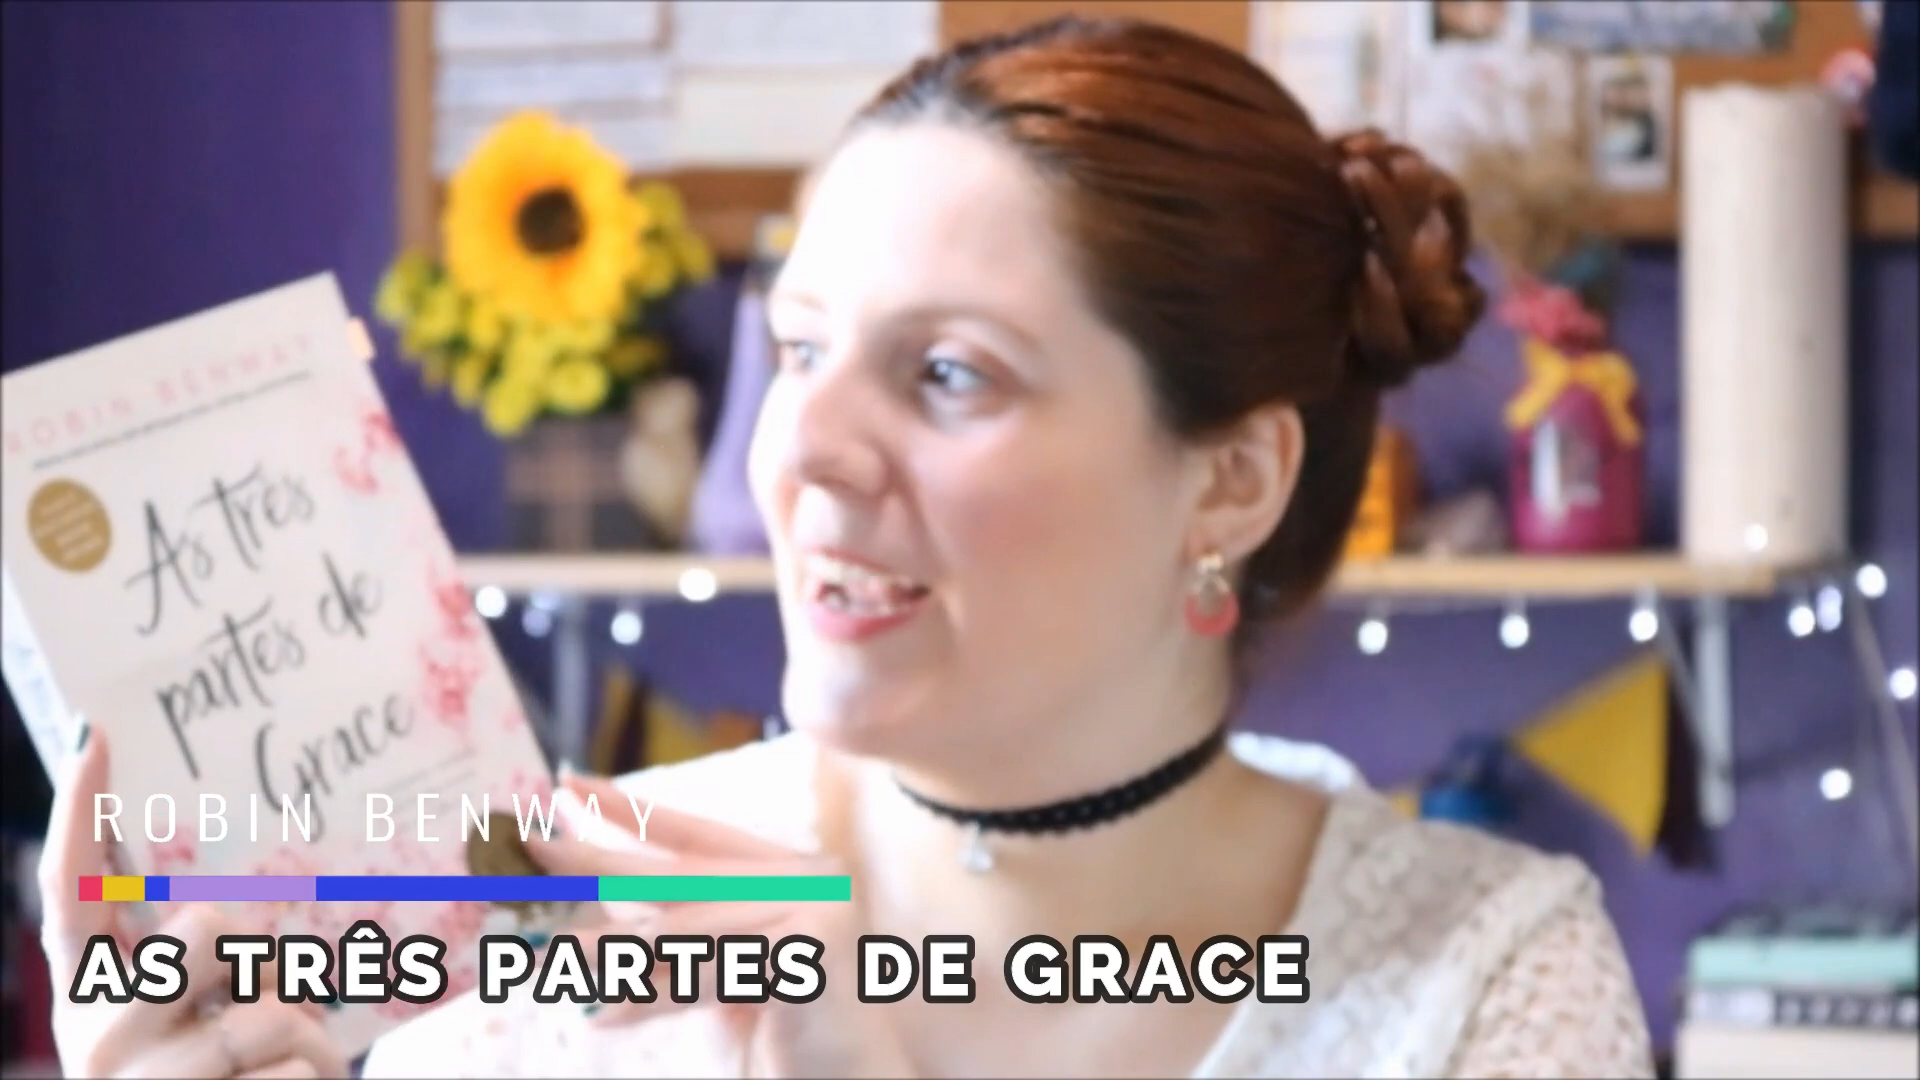 ROBIN BENWAY
As três
partes de
Grace
ROBIN BENWAY
AS TRÊS PARTES DE GRACE